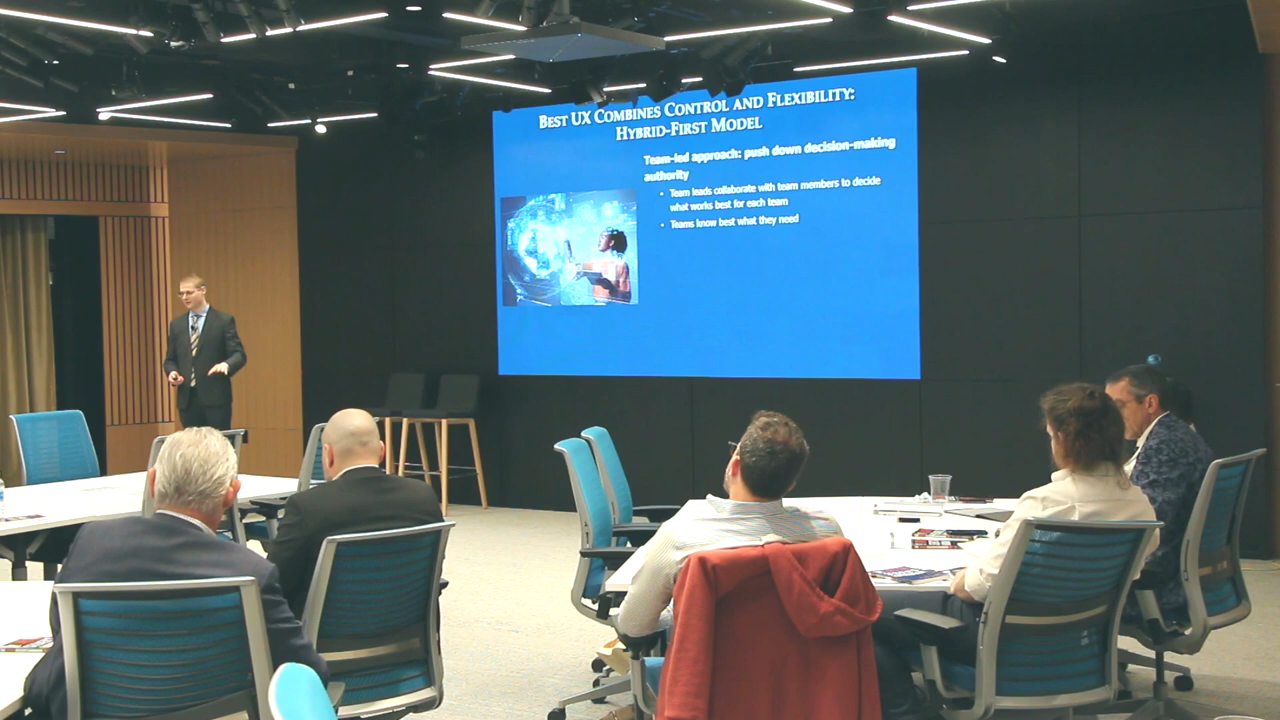 BEST UX COMBINES CONTROL AND FLEXIBILITY:
HYBRID-FIRST MODEL
Team-led approach: push down decision-making
authority
• Team leads collaborate with team members to decide
what works best for each team
• Teams know best what they need